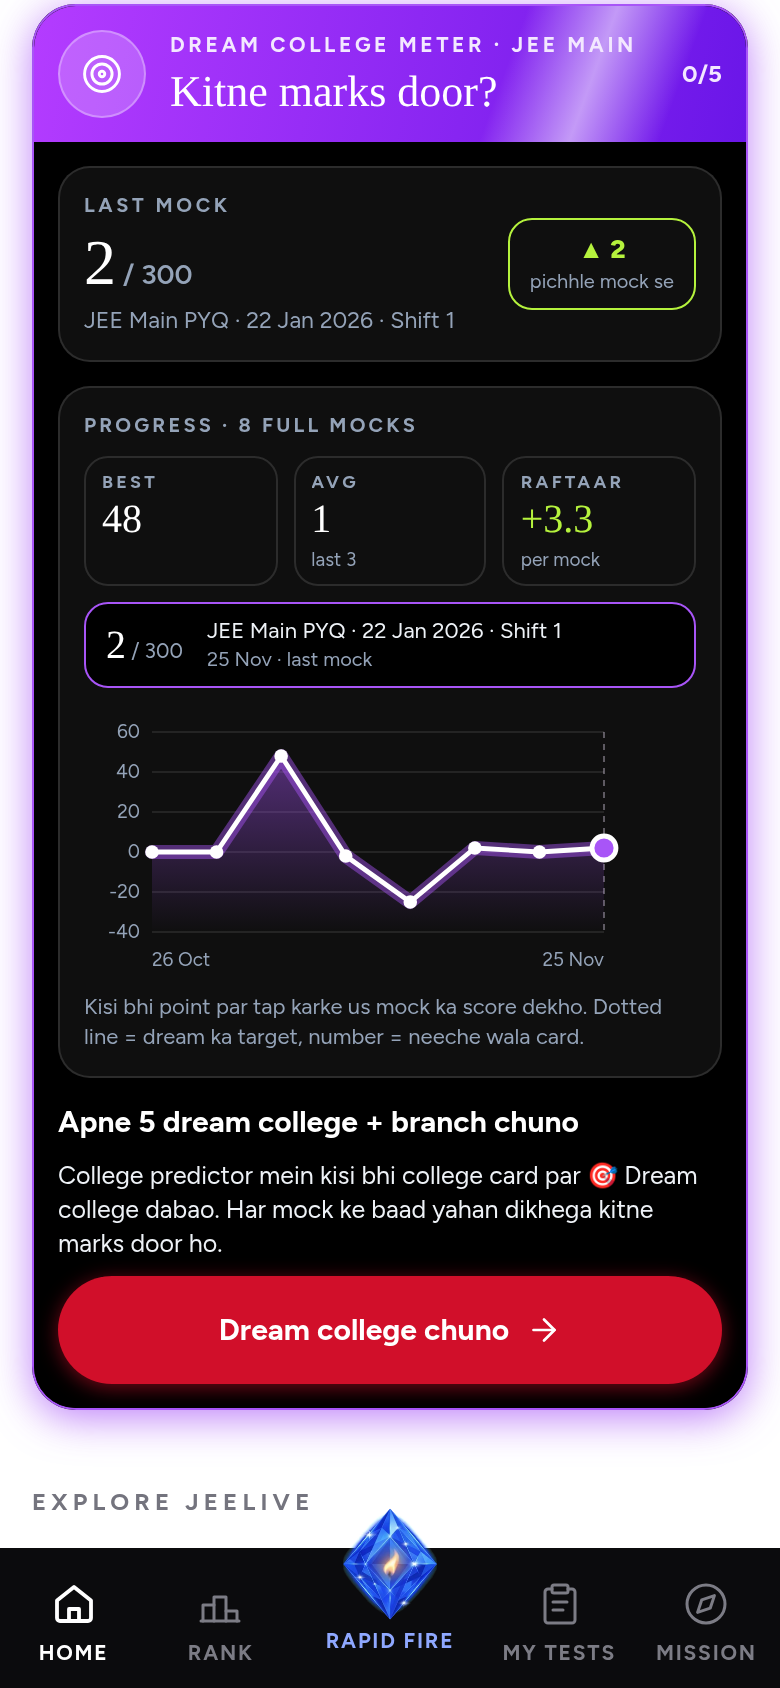 DREAM COLLEGE METER · JEE MAIN
Kitne marks door?
0/5
LAST MOCK
2 / 300
▲ 2
pichhle mock se
JEE Main PYQ · 22 Jan 2026 · Shift 1
PROGRESS · 8 FULL MOCKS
BEST
48
AVG
1
last 3
RAFTAAR
+3.3
per mock
2 / 300
JEE Main PYQ · 22 Jan 2026 · Shift 1
25 Nov · last mock
60
40
20
0
-20
-40
26 Oct
25 Nov
Kisi bhi point par tap karke us mock ka score dekho. Dotted
line = dream ka target, number = neeche wala card.
Apne 5 dream college + branch chuno
College predictor mein kisi bhi college card par 🎯 Dream
college dabao. Har mock ke baad yahan dikhega kitne
marks door ho.
Dream college chuno →
EXPLORE JEELIVE
HOME
RANK
RAPID FIRE
MY TESTS
MISSION